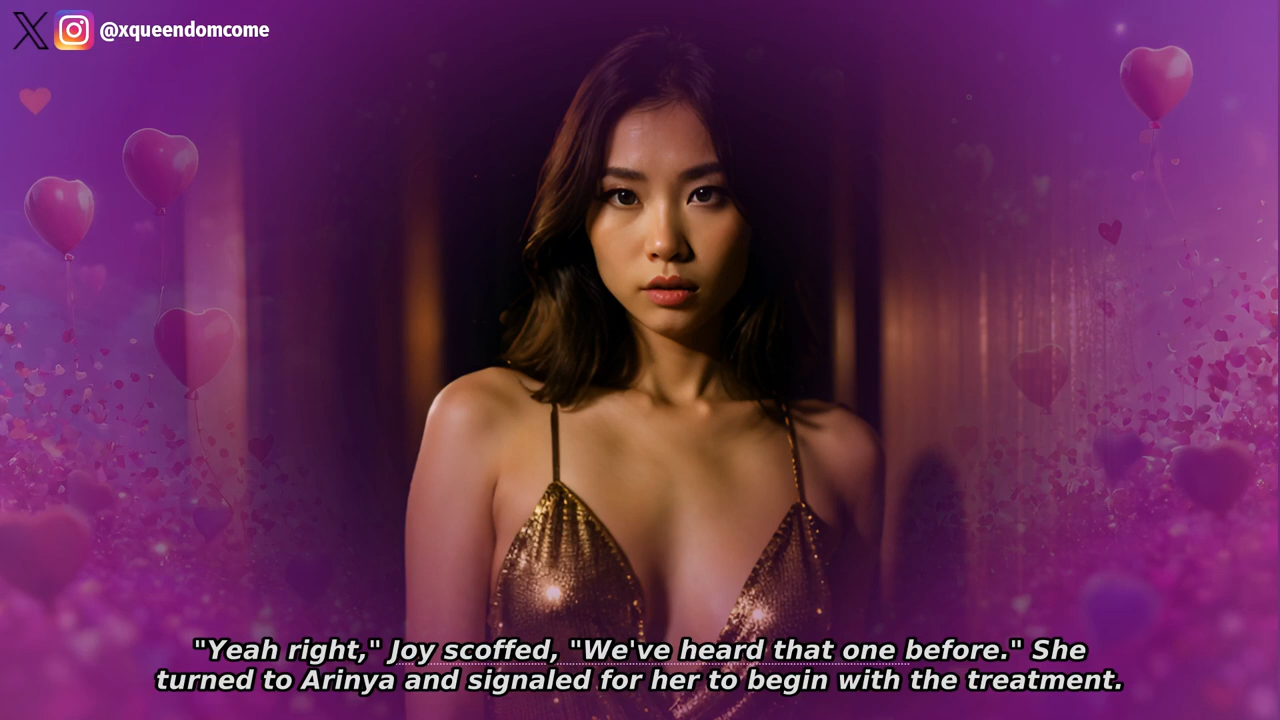 @xqueendomcome
"Yeah right," Joy scoffed, "We've heard that one before." She
turned to Arinya and signaled for her to begin with the treatment.